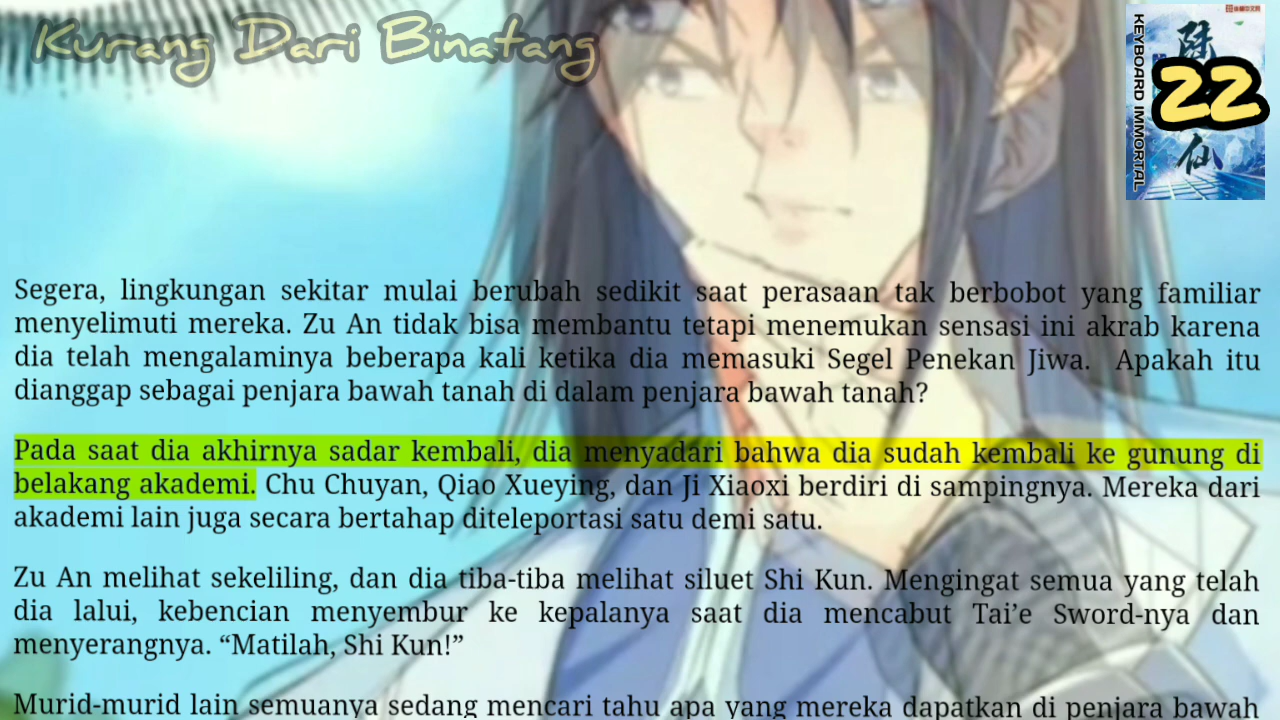 Kurang Dari Binatang
KEYBOARD IMMORTAL
22
仙
Segera, lingkungan sekitar mulai berubah sedikit saat perasaan tak berbobot yang familiar
menyelimuti mereka. Zu An tidak bisa membantu tetapi menemukan sensasi ini akrab karena
dia telah mengalaminya beberapa kali ketika dia memasuki Segel Penekan Jiwa. Apakah itu
dianggap sebagai penjara bawah tanah di dalam penjara bawah tanah?
Pada saat dia akhirnya sadar kembali, dia menyadari bahwa dia sudah kembali ke gunung di
belakang akademi. Chu Chuyan, Qiao Xueying, dan Ji Xiaoxi berdiri di sampingnya. Mereka dari
akademi lain juga secara bertahap diteleportasi satu demi satu.
Zu An melihat sekeliling, dan dia tiba-tiba melihat siluet Shi Kun. Mengingat semua yang telah
dia lalui, kebencian menyembur ke kepalanya saat dia mencabut Tai’e Sword-nya dan
menyerangnya. “Matilah, Shi Kun!”
Murid-murid lain semuanya sedang mencari tahu apa yang mereka dapatkan di penjara bawah